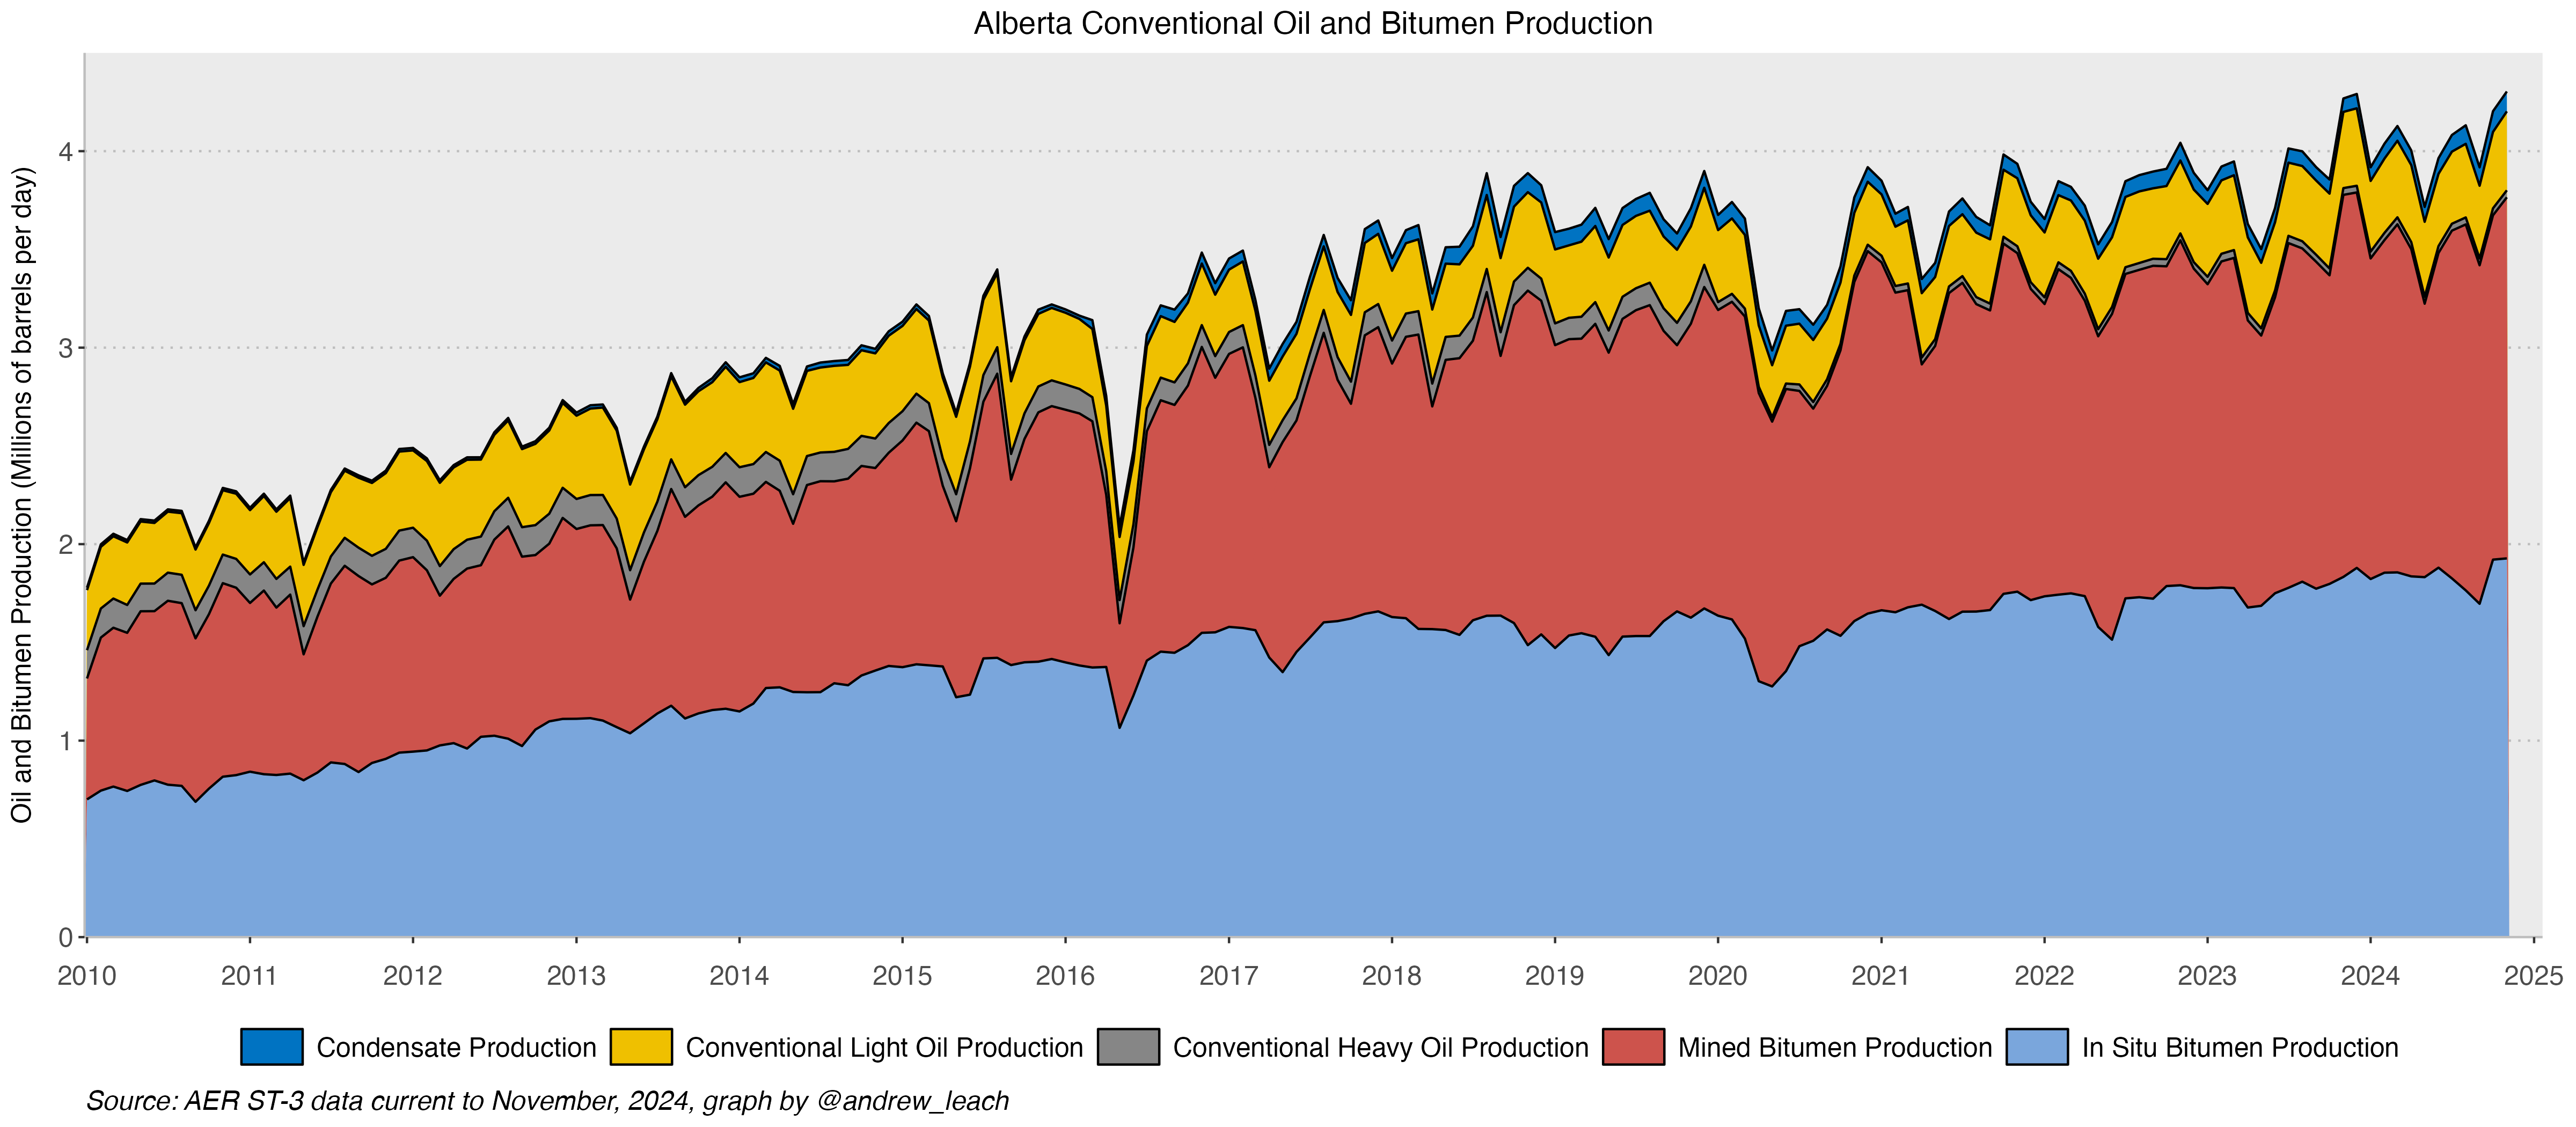 Alberta Conventional Oil and Bitumen Production
Oil and Bitumen Production (Millions of barrels per day)
4
3
2
1
0
2010 2011 2012 2013 2014 2015 2016 2017 2018 2019 2020 2021 2022 2023 2024 2025
Condensate Production Conventional Light Oil Production Conventional Heavy Oil Production Mined Bitumen Production In Situ Bitumen Production
Source: AER ST-3 data current to November, 2024, graph by @andrew_leach